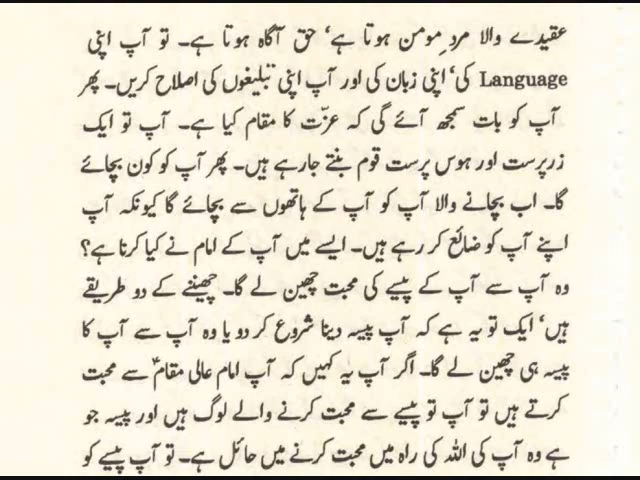 عقیدے والا مردِ مومن ہوتا ہے‘ حق آگاہ ہوتا ہے۔ تو آپ اپنی
Language کی‘ اپنی زبان کی اور آپ اپنی تبلیغوں کی اصلاح کریں۔ پھر
آپ کو بات سمجھ آئے گی کہ عزّت کا مقام کیا ہے۔ آپ تو ایک
زرپرست اور ہوس پرست قوم بنتے جارہے ہیں۔ پھر آپ کو کون بچائے
گا۔ اب بچانے والا آپ کو آپ کے ہاتھوں سے بچائے گا کیونکہ آپ
اپنے آپ کو ضائع کر رہے ہیں۔ ایسے میں آپ کے امام نے کیا کرنا ہے؟
وہ آپ سے آپ کے پیسے کی محبت چھین لے گا۔ چھیننے کے دو طریقے
ہیں‘ ایک تو یہ ہے کہ آپ پیسہ دینا شروع کر دو یا وہ آپ سے آپ کا
پیسہ ہی چھین لے گا۔ اگر آپ یہ کہیں کہ آپ امام عالی مقامؑ سے محبت
کرتے ہیں تو آپ تو پیسے سے محبت کرنے والے لوگ ہیں اور پیسہ جو
ہے وہ آپ کی اللہ کی راہ میں محبت کرنے میں حائل ہے۔ تو آپ پیسے کو